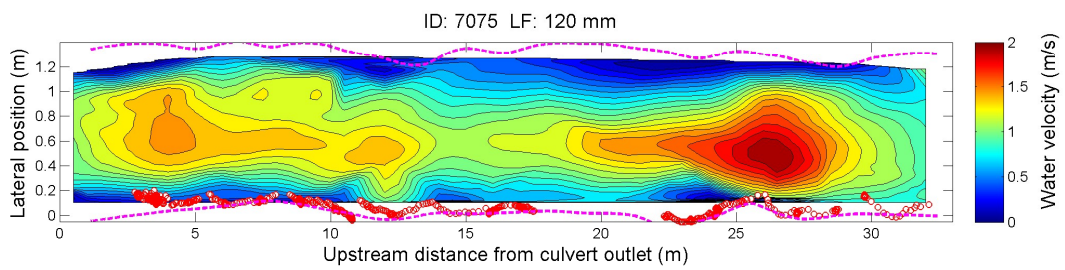 ID: 7075 LF: 120 mm
Lateral position (m)
1.2
1
0.8
0.6
0.4
0.2
0
0 5 10 15 20 25 30
Upstream distance from culvert outlet (m)
2
1.5
1
0.5
0
Water velocity (m/s)